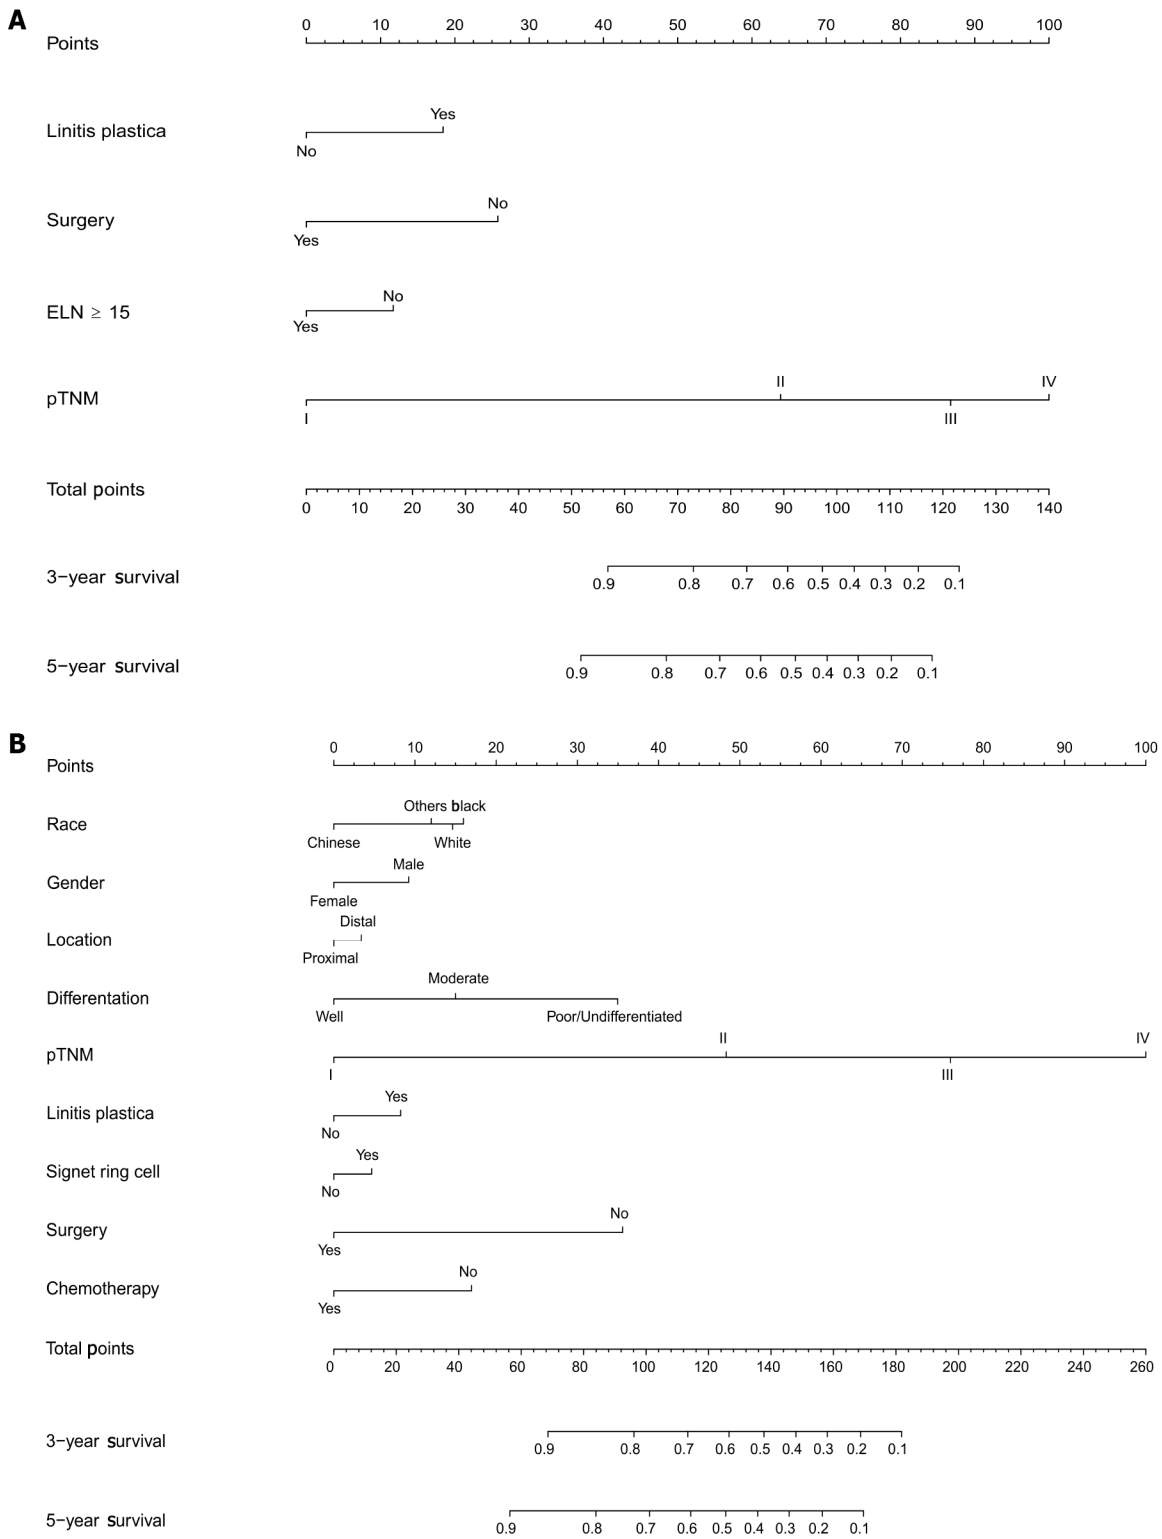 A
0 10 20 30 40 50 60 70 80 90 100
Points
Yes
Linitis plastica
No
No
Surgery
Yes
No
ELN ≥ 15
Yes
II IV
pTNM
I III
Total points
0 10 20 30 40 50 60 70 80 90 100 110 120 130 140
3-year survival
0.9 0.8 0.7 0.6 0.5 0.4 0.3 0.2 0.1
5-year survival
0.9 0.8 0.7 0.6 0.5 0.4 0.3 0.2 0.1
B
0 10 20 30 40 50 60 70 80 90 100
Points
Others black
Race
Chinese White
Male
Gender
Female
Distal
Location
Proximal
Moderate
Differentation
Well Poor/Undifferentiated
II IV
pTNM
I III
Yes
Linitis plastica
No
Yes
Signet ring cell
No
No
Surgery
Yes
No
Chemotherapy
Yes
Total points
0 20 40 60 80 100 120 140 160 180 200 220 240 260
3-year survival
0.9 0.8 0.7 0.6 0.5 0.4 0.3 0.2 0.1
5-year survival
0.9 0.8 0.7 0.6 0.5 0.4 0.3 0.2 0.1